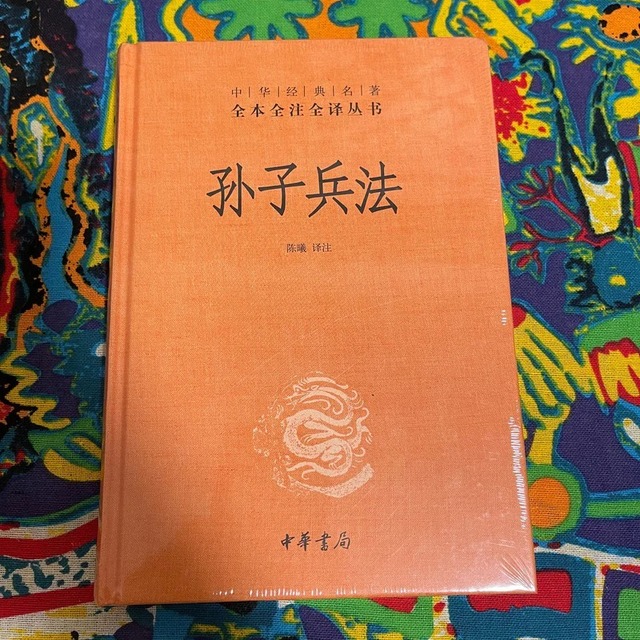 中华经典名著
全本全注全译丛书
孙子兵法
陈曦 译注
中華書局